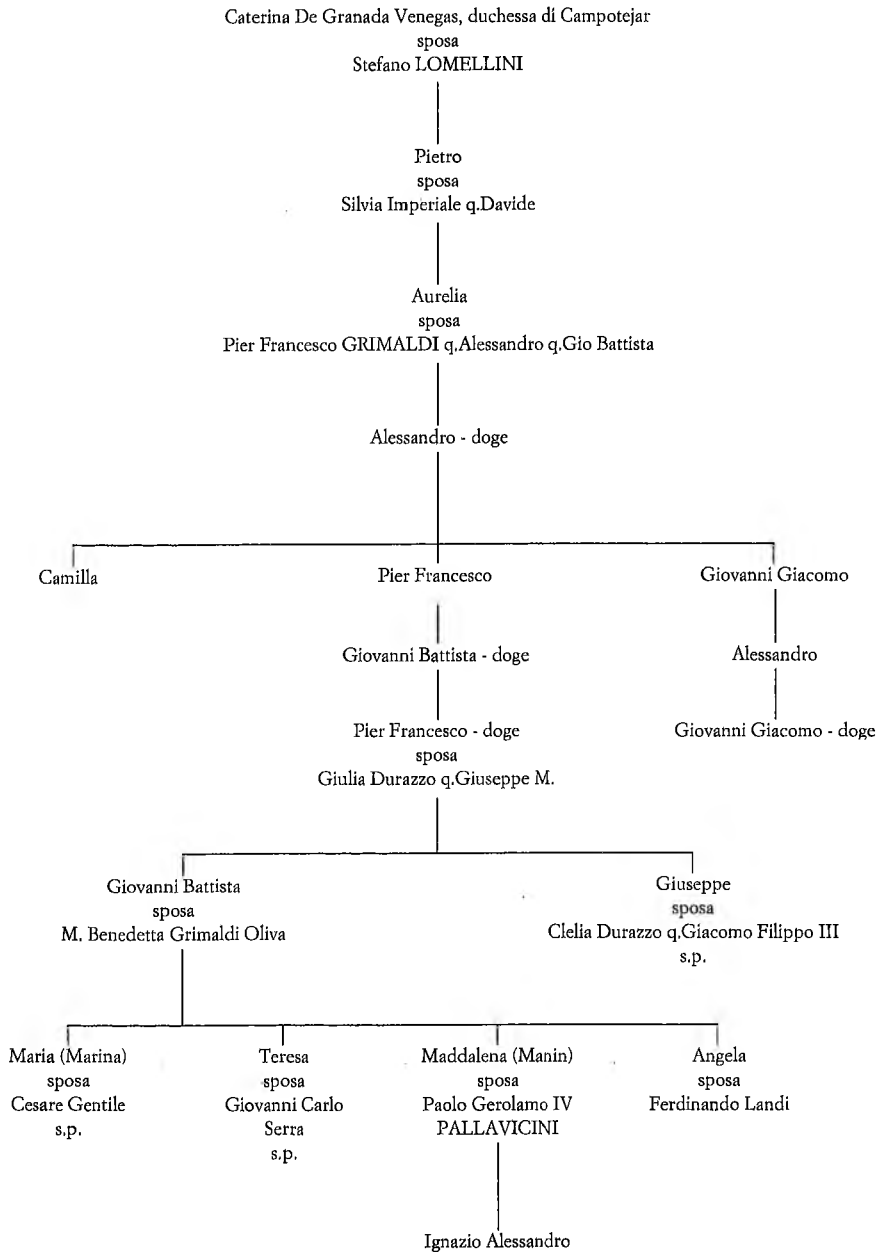 Caterina De Granada Venegas, duchessa di Campotejar
sposa
Stefano LOMELLINI
Pietro
sposa
Silvia Imperiale q.Davide
Aurelia
sposa
Pier Francesco GRIMALDI q.Alessandro q.Gio Battista
Alessandro - doge
Camilla
Pier Francesco
Giovanni Giacomo
Giovanni Battista - doge
Alessandro
Pier Francesco - doge
sposa
Giulia Durazzo q.Giuseppe M.
Giovanni Giacomo - doge
Giovanni Battista
sposa
M. Benedetta Grimaldi Oliva
Giuseppe
sposa
Clelia Durazzo q.Giacomo Filippo III
s.p.
Maria (Marina)
sposa
Cesare Gentile
s.p.
Teresa
sposa
Giovanni Carlo
Serra
s.p.
Maddalena (Manin)
sposa
Paolo Gerolamo IV
PALLAVICINI
Angela
sposa
Ferdinando Landi
Ignazio Alessandro